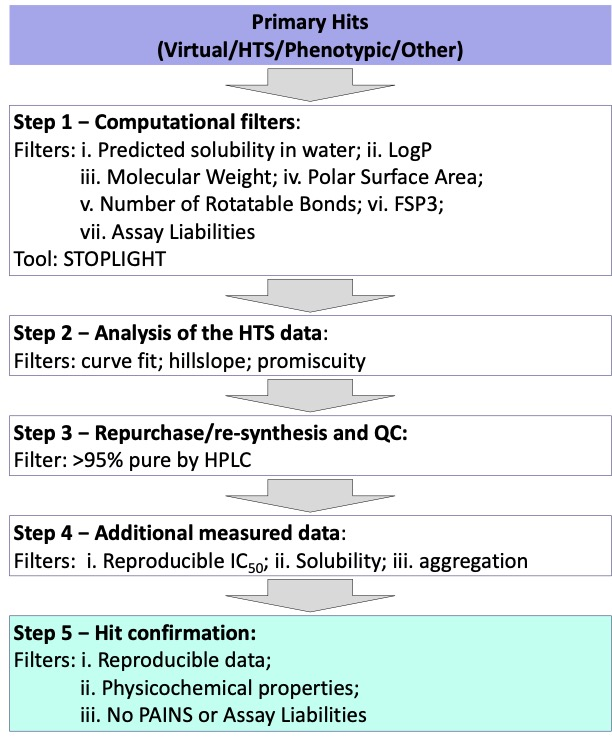 Primary Hits
(Virtual/HTS/Phenotypic/Other)
Step 1 – Computational filters:
Filters: i. Predicted solubility in water; ii. LogP
iii. Molecular Weight; iv. Polar Surface Area;
v. Number of Rotatable Bonds; vi. FSP3;
vii. Assay Liabilities
Tool: STOPLIGHT
Step 2 – Analysis of the HTS data:
Filters: curve fit; hillslope; promiscuity
Step 3 – Repurchase/re-synthesis and QC:
Filter: >95% pure by HPLC
Step 4 – Additional measured data:
Filters: i. Reproducible IC50; ii. Solubility; iii. aggregation
Step 5 – Hit confirmation:
Filters: i. Reproducible data;
ii. Physicochemical properties;
iii. No PAINS or Assay Liabilities